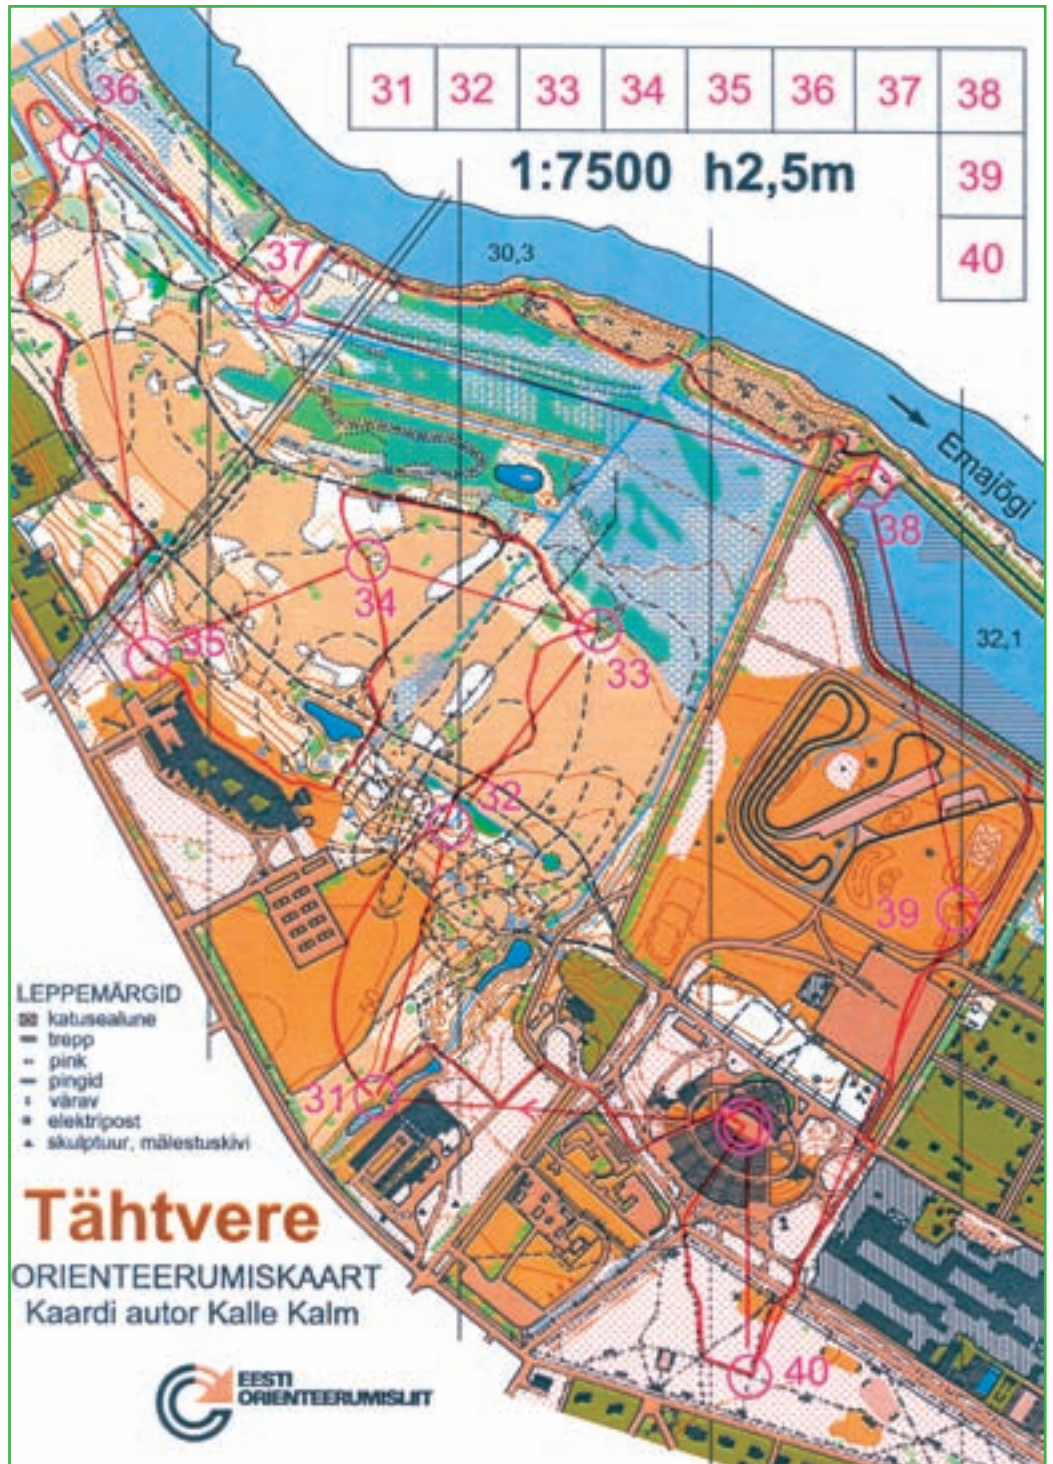 36
31 32 33 34 35 36 37 38
1:7500 h2,5m
39
40
37
30,3
Emajõgi
38
34
35
33
32,1
32
39
50
LEPPEMÄRGID
katusealune
trepp
pink
pingid
värav
elektripost
skulptuur, mälestuskivi
31
Tähtvere
ORIENTEERUMISKAART
Kaardi autor Kalle Kalm
40
EESTI
ORIENTEERUMISLIIT